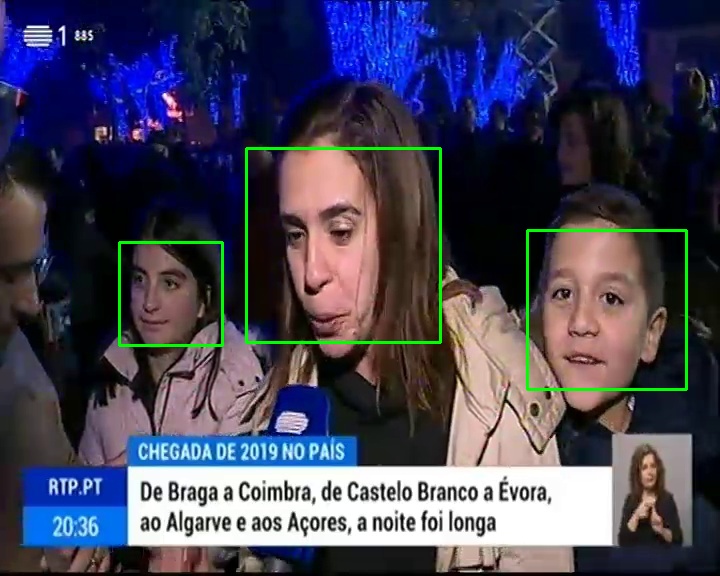 1 885
CHEGADA DE 2019 NO PAÍS
RTP.PT
De Braga a Coimbra, de Castelo Branco a Évora,
20:36
ao Algarve e aos Açores, a noite foi longa